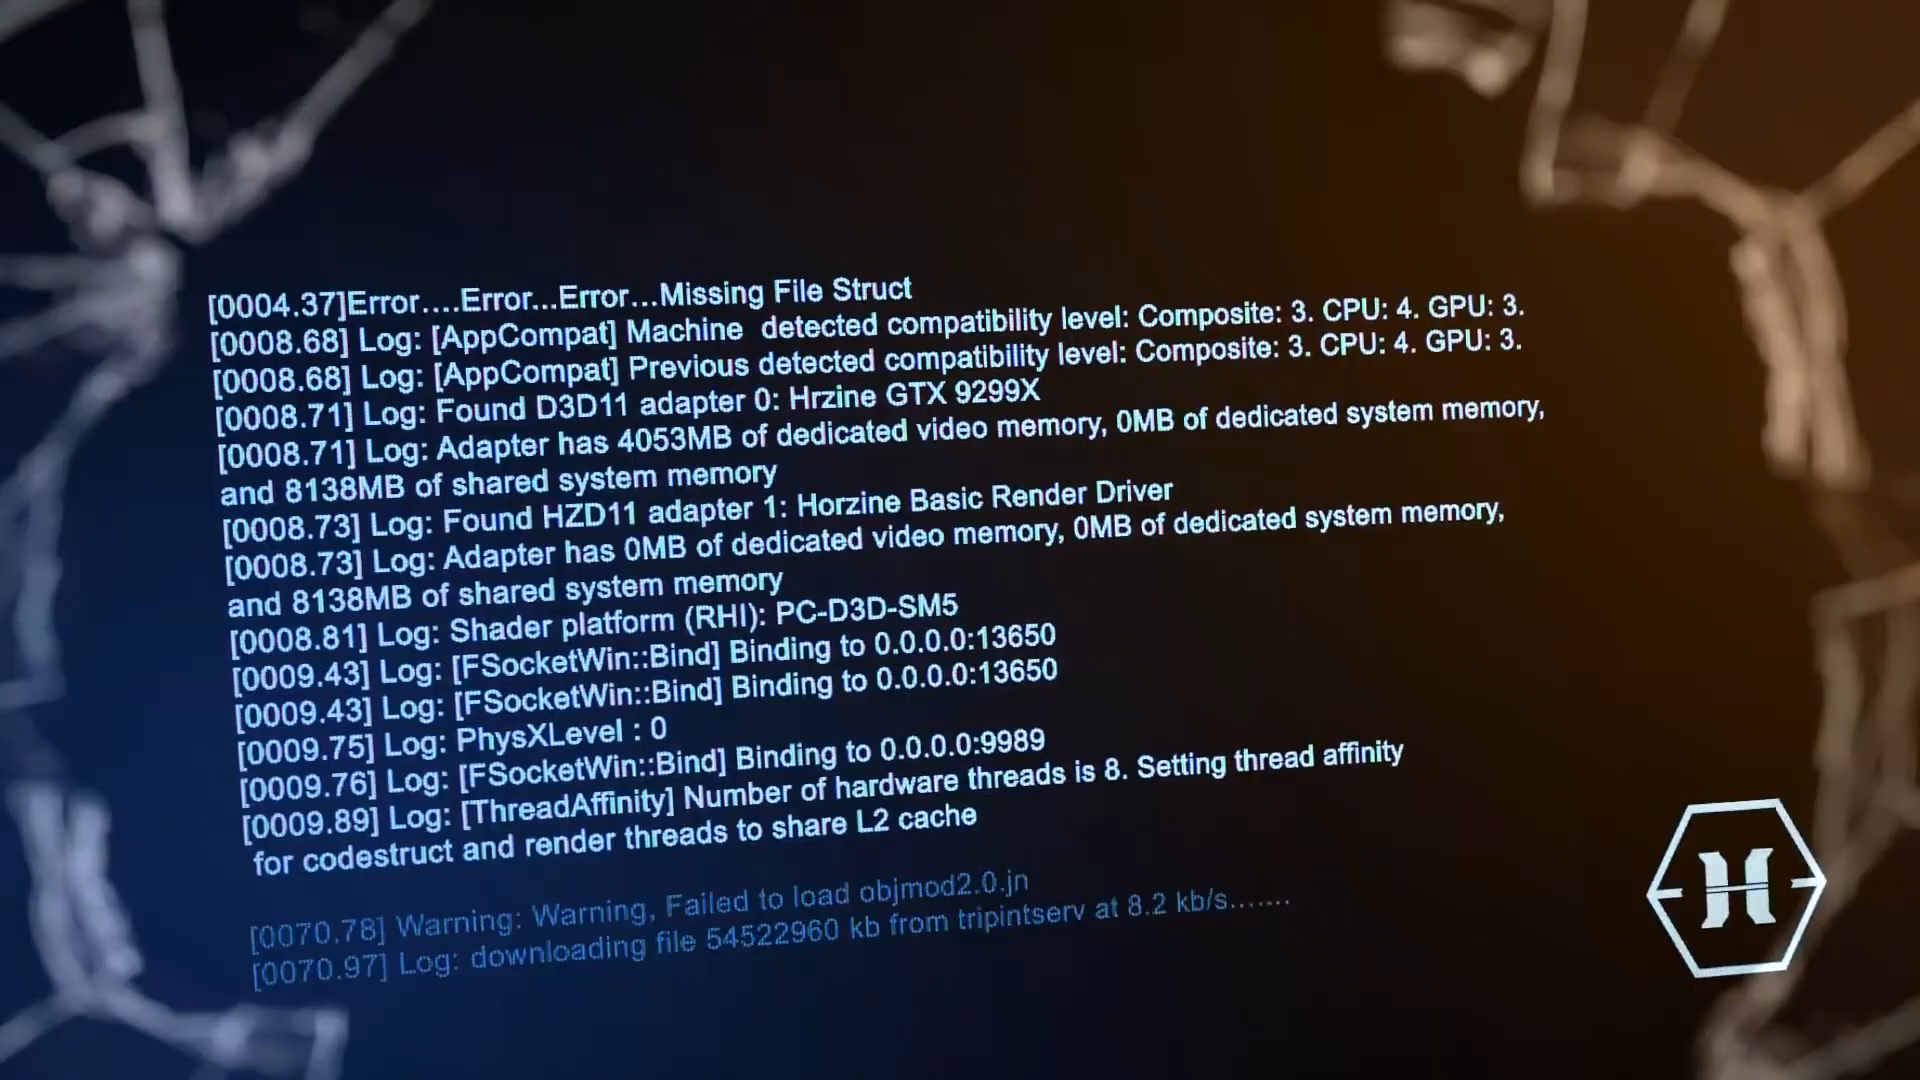 [0004.37]Error....Error...Error...Missing File Struct
[0008.68] Log: [AppCompat] Machine  detected compatibility level: Composite: 3. CPU: 4. GPU: 3.
[0008.68] Log: [AppCompat] Previous detected compatibility level: Composite: 3. CPU: 4. GPU: 3.
[0008.71] Log: Found D3D11 adapter 0: Hrzine GTX 9299X
[0008.71] Log: Adapter has 4053MB of dedicated video memory, 0MB of dedicated system memory,
and 8138MB of shared system memory
[0008.73] Log: Found HZD11 adapter 1: Horzine Basic Render Driver
[0008.73] Log: Adapter has 0MB of dedicated video memory, 0MB of dedicated system memory,
and 8138MB of shared system memory
[0008.81] Log: Shader platform (RHI): PC-D3D-SM5
[0009.43] Log: [FSocketWin::Bind] Binding to 0.0.0.0:13650
[0009.43] Log: [FSocketWin::Bind] Binding to 0.0.0.0:13650
[0009.75] Log: PhysXLevel : 0
[0009.76] Log: [FSocketWin::Bind] Binding to 0.0.0.0:9989
[0009.89] Log: [ThreadAffinity] Number of hardware threads is 8. Setting thread affinity
for codestruct and render threads to share L2 cache
[0070.78] Warning: Warning, Failed to load objmod2.0.jn
[0070.97] Log: downloading file 54522960 kb from tripintserv at 8.2 kb/s.......
H